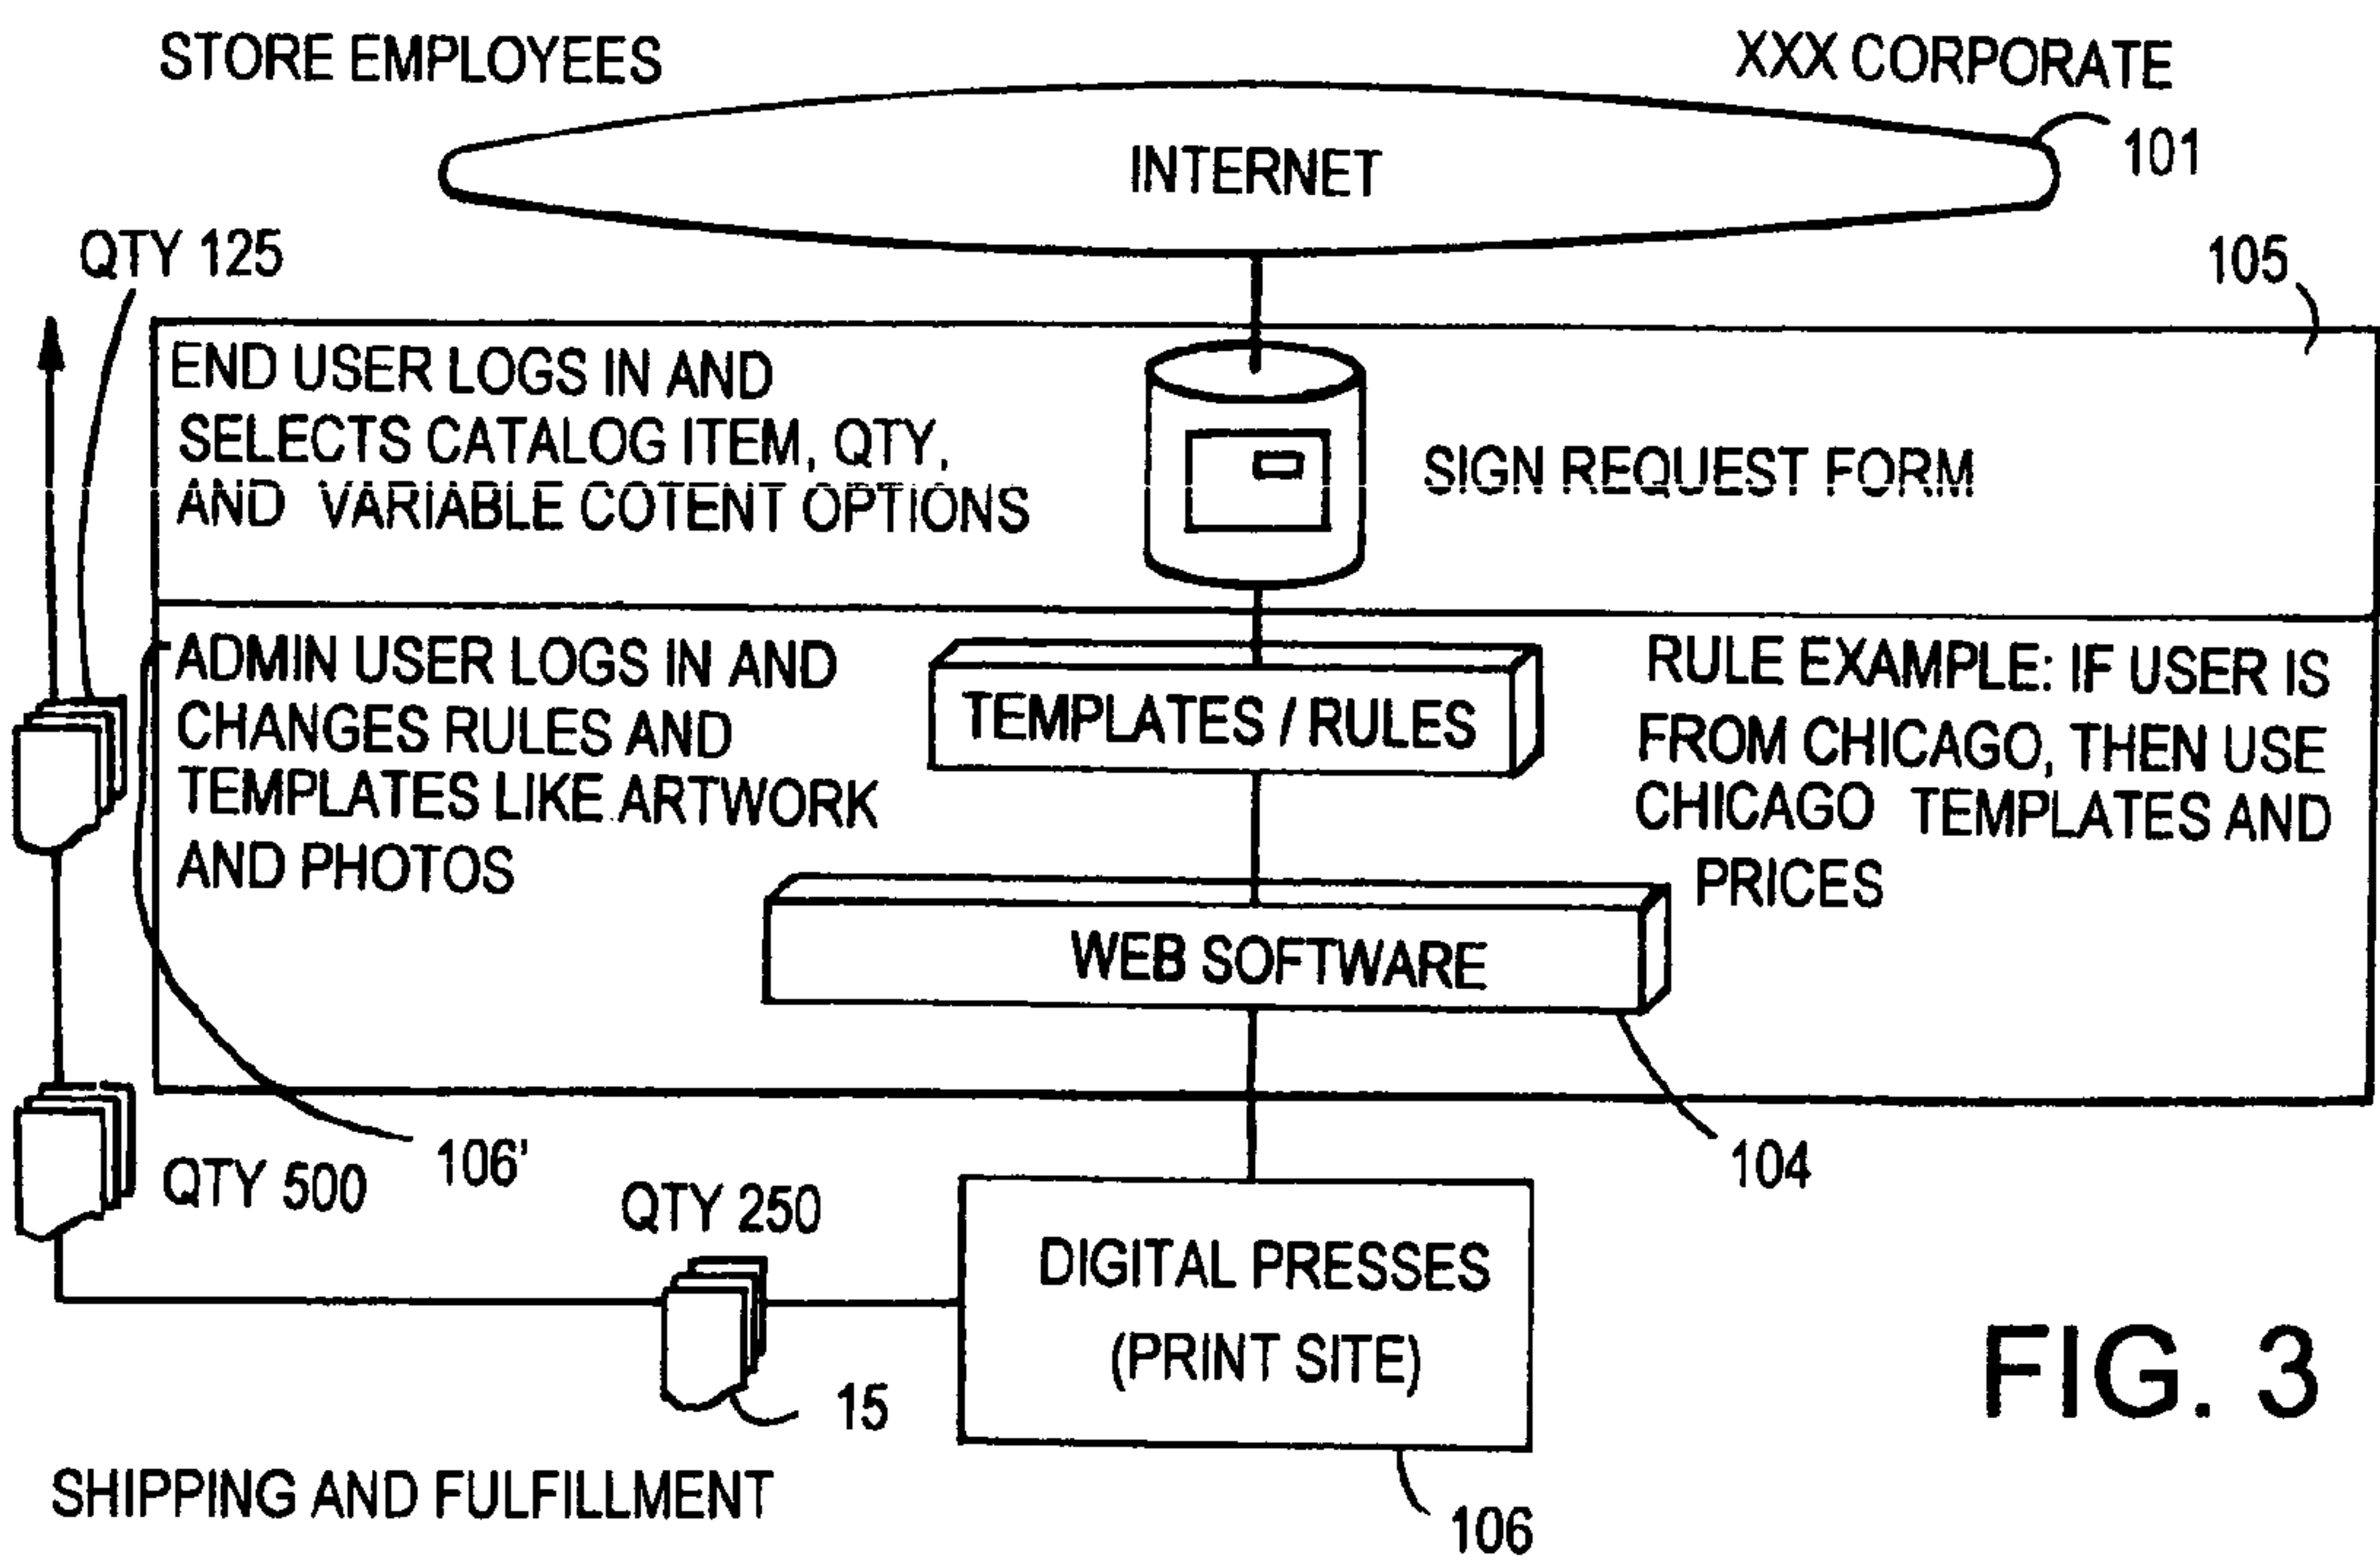 STORE EMPLOYEES
XXX CORPORATE
INTERNET
101
QTY 125
105
END USER LOGS IN AND
SELECTS CATALOG ITEM, QTY,
AND VARIABLE COTENT OPTIONS
SIGN REQUEST FORM
ADMIN USER LOGS IN AND
CHANGES RULES AND
TEMPLATES LIKE ARTWORK
AND PHOTOS
TEMPLATES / RULES
RULE EXAMPLE: IF USER IS
FROM CHICAGO, THEN USE
CHICAGO TEMPLATES AND
PRICES
WEB SOFTWARE
106'
104
QTY 500
QTY 250
DIGITAL PRESSES
(PRINT SITE)
15
FIG. 3
SHIPPING AND FULFILLMENT
106